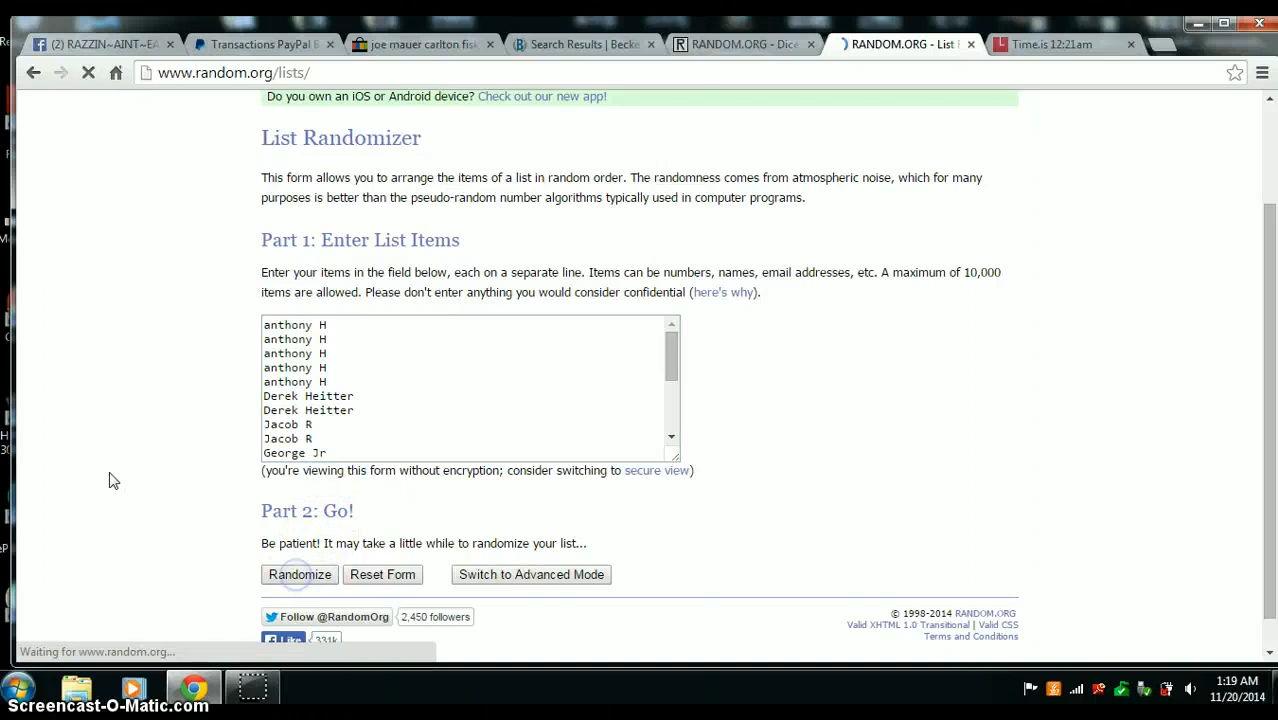 (2) RAZZIN~AINT~EA
Transactions PayPal
joe mauer carlton fisk
Search Results | Becke
RANDOM.ORG - Dice
RANDOM.ORG - List
Time.is 12:21am
www.random.org/lists/
Do you own an iOS or Android device? Check out our new app!
List Randomizer
This form allows you to arrange the items of a list in random order. The randomness comes from atmospheric noise, which for many
purposes is better than the pseudo-random number algorithms typically used in computer programs.
Part 1: Enter List Items
Enter your items in the field below, each on a separate line. Items can be numbers, names, email addresses, etc. A maximum of 10,000
items are allowed. Please don't enter anything you would consider confidential (here's why).
anthony H
anthony H
anthony H
anthony H
anthony H
Derek Heitter
Derek Heitter
Jacob R
Jacob R
George Jr
(you're viewing this form without encryption; consider switching to secure view)
Part 2: Go!
Be patient! It may take a little while to randomize your list...
Randomize
Reset Form
Switch to Advanced Mode
Follow @RandomOrg
2,450 followers
© 1998-2014 RANDOM.ORG
Valid XHTML 1.0 Transitional | Valid CSS
Terms and Conditions
Like
331k
Waiting for www.random.org...
1:19 AM
11/20/2014
Screencast-O-Matic.com